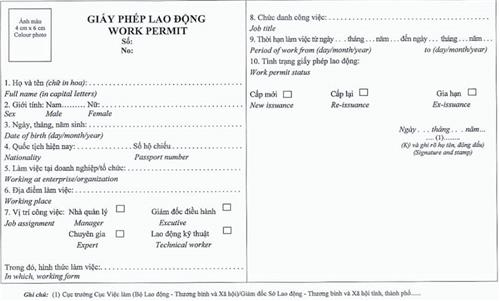 Ảnh màu
4 cm x 6 cm
Colour photo
GIẤY PHÉP LAO ĐỘNG
WORK PERMIT
Số:
No:
1. Họ và tên (chữ in hoa):
Full name (in capital letters)
2. Giới tính: Nam......... Nữ:
Sex Male Female
3. Ngày, tháng, năm sinh:
Date of birth (day/month/year)
4. Quốc tịch hiện nay: Số hộ chiếu
Nationality Passport number
5. Làm việc tại doanh nghiệp/tổ chức:
Working at enterprise/organization
6. Địa điểm làm việc:
Working place
7. Vị trí công việc: Nhà quản lý Giám đốc điều hành
Job assignment Manager Excutive
Chuyên gia Lao động kỹ thuật
Expert Technical worker
Trong đó, hình thức làm việc:
In which, working form
8. Chức danh công việc:
Job title
9. Thời hạn làm việc từ ngày... tháng... năm... đến ngày... tháng... năm...
Period of work from (day/month/year) to (day/month/year)
10. Tình trạng giấy phép lao động:
Work permit status
Cấp mới Cấp lại Gia hạn
New issuance Re-issuance Ex-issuance
Ngày... tháng... năm...
..... (1).........
(Ký và ghi rõ họ tên, đóng dấu)
(Signature and stamp)
Ghi chú: (1) Cục trưởng Cục Việc làm (Bộ Lao động - Thương binh và Xã hội)/Giám đốc Sở Lao động - Thương binh và Xã hội tỉnh, thành phố......